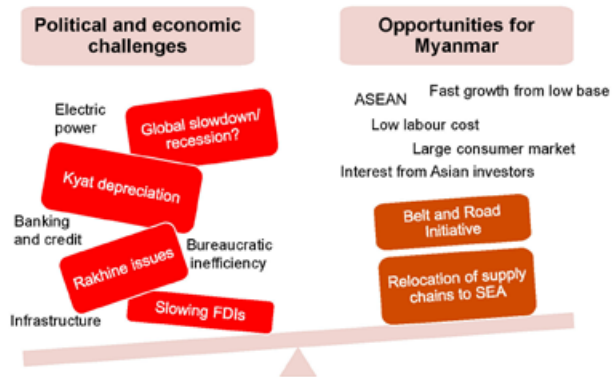 Political and economic
challenges
Electric
power
Global slowdown/
recession?
Kyat depreciation
Banking
and credit
Rakhine issues
Bureaucratic
inefficiency
Infrastructure
Slowing FDIs
Opportunities for
Myanmar
ASEAN
Fast growth from low base
Low labour cost
Large consumer market
Interest from Asian investors
Belt and Road
Initiative
Relocation of supply
chains to SEA